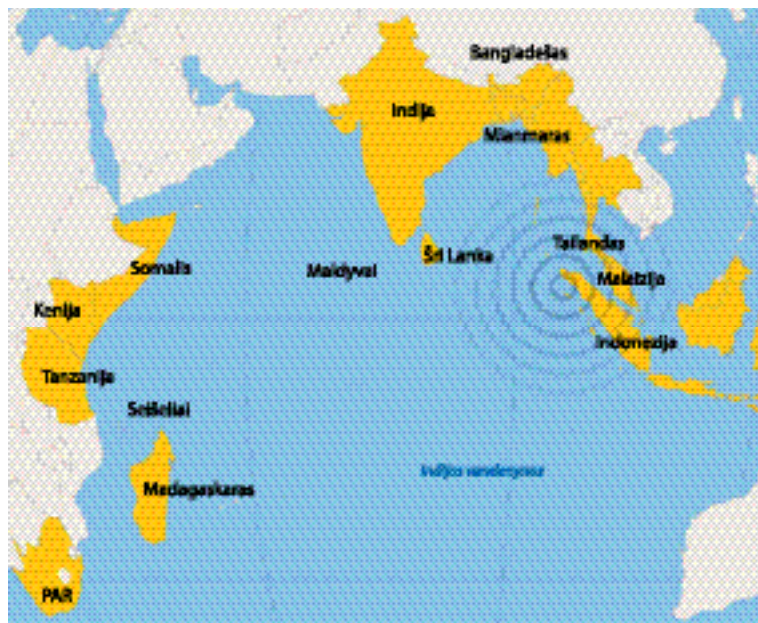 Bangladešas
Indija
Mianmaras
Tailandas
Šri Lanka
Somalis
Maldyvai
Malaizija
Kenija
Indonezija
Tanzanija
Seišeliai
Indijos vandenynas
Madagaskaras
PAR